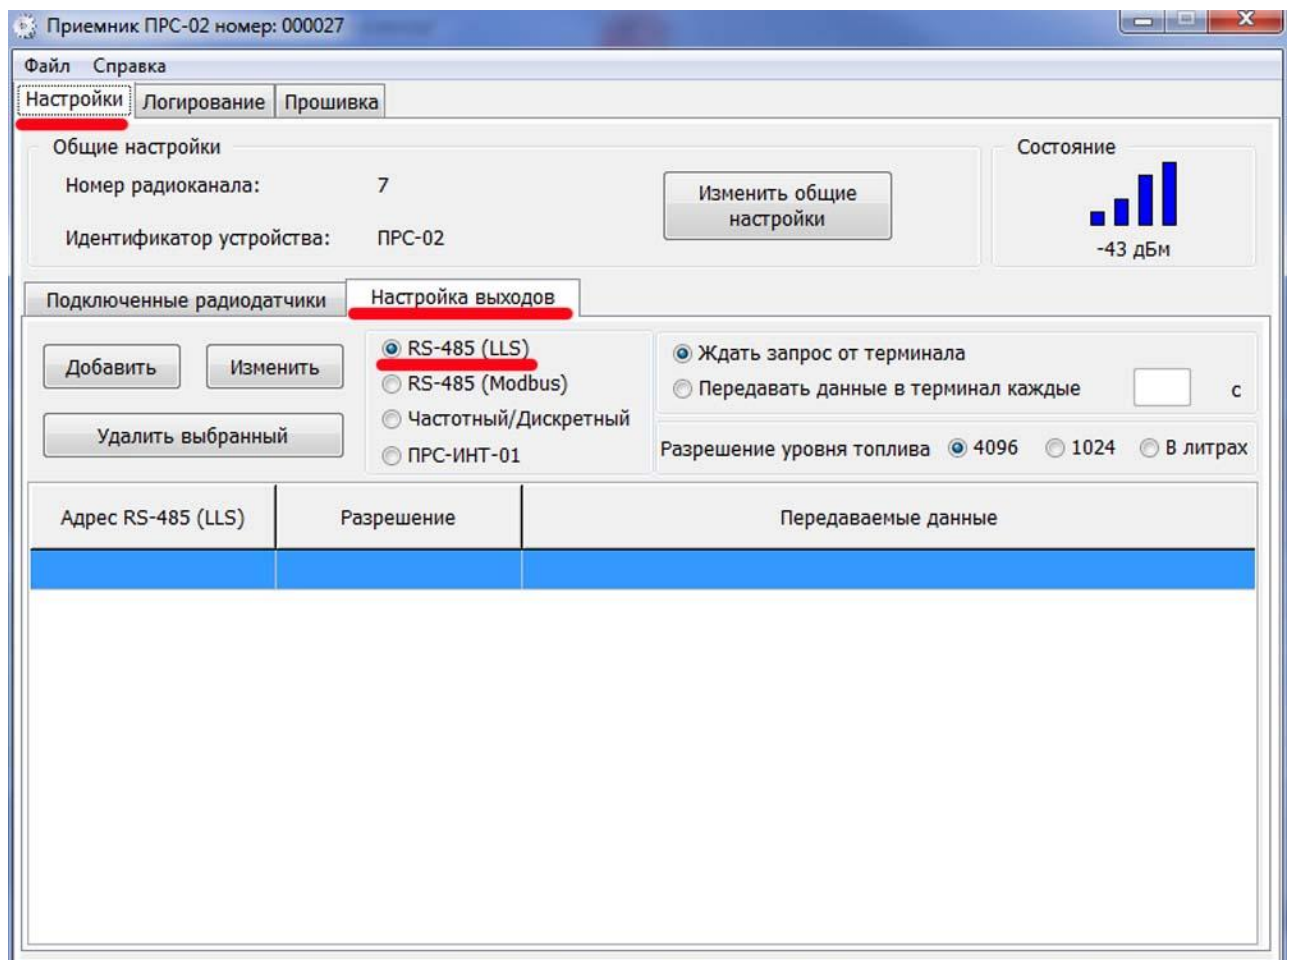 Приемник ПРС-02 номер: 000027
Файл Справка
Настройки Логирование Прошивка
Общие настройки
Состояние
Номер радиоканала: 7
Изменить общие
настройки
Идентификатор устройства: ПРС-02
-43 дБм
Подключенные радиодатчики Настройка выходов
Добавить Изменить
Удалить выбранный
RS-485 (LLS)
RS-485 (Modbus)
Частотный/Дискретный
ПРС-ИНТ-01
Ждать запрос от терминала
Передавать данные в терминал каждые с
Разрешение уровня топлива 4096 1024 В литрах
Адрес RS-485 (LLS) Разрешение Передаваемые данные